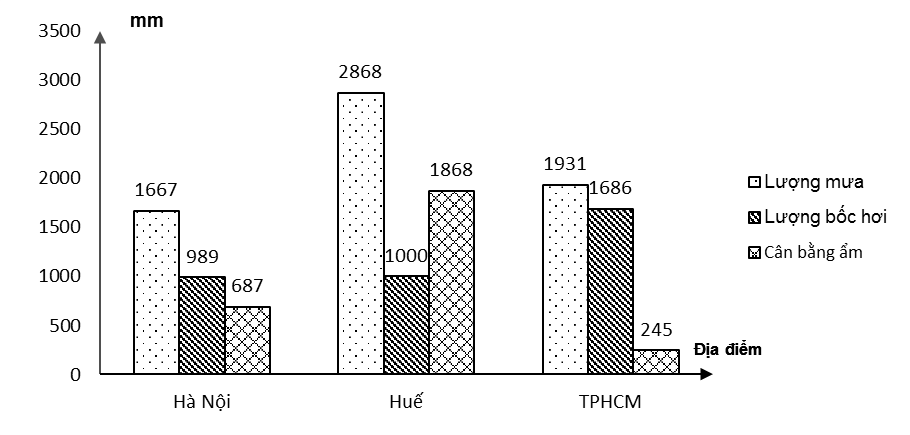 mm
3500
3000
2500
2000
1500
1000
500
0
1667
989
687
2868
1000
1868
1931
1686
245
Hà Nội
Huế
TPHCM
Địa điểm
Lượng mưa
Lượng bốc hơi
Cân bằng ẩm